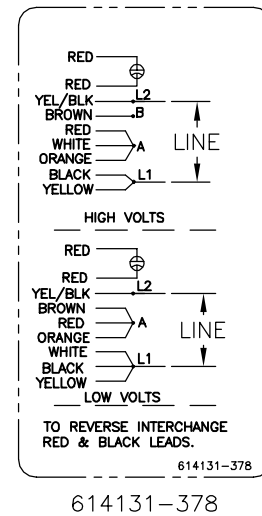 RED
RED
YEL/BLK L2
BROWN B
RED
WHITE A LINE
ORANGE
BLACK L1
YELLOW
HIGH VOLTS
RED
RED
YEL/BLK L2
BROWN
RED A LINE
ORANGE
WHITE
BLACK L1
YELLOW
LOW VOLTS
TO REVERSE INTERCHANGE
RED & BLACK LEADS.
614131-378
614131-378